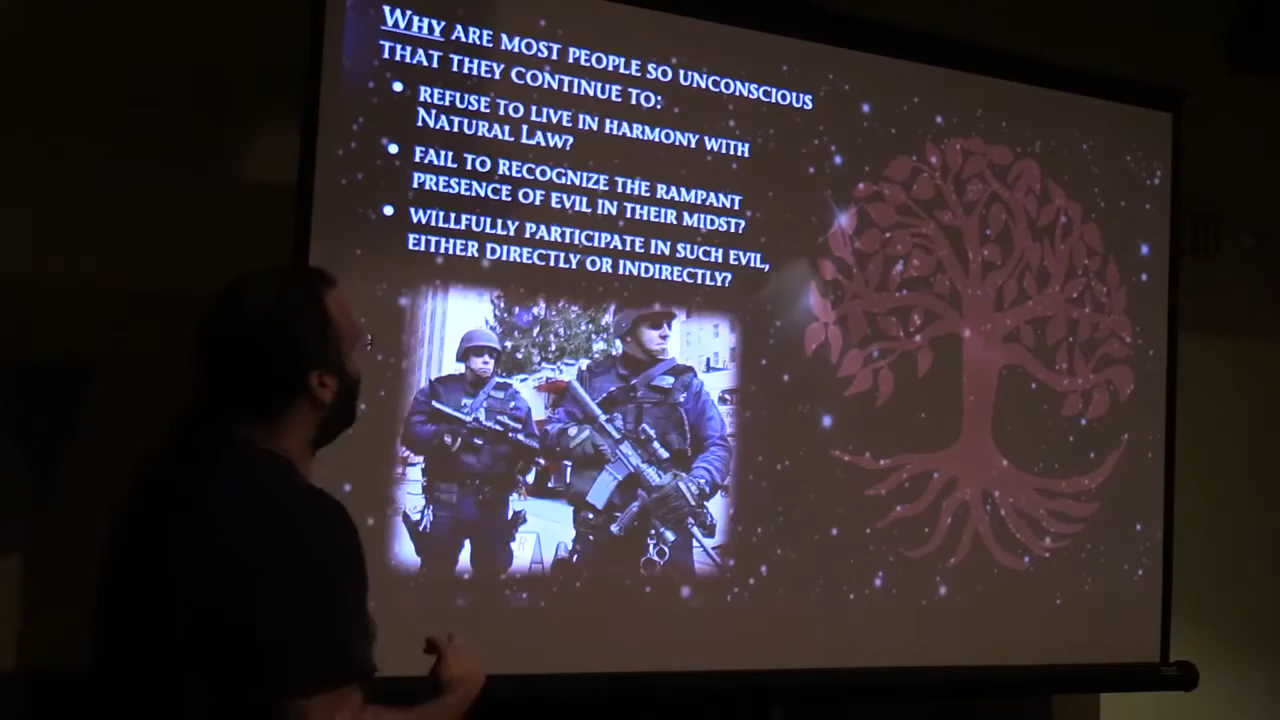 WHY ARE MOST PEOPLE SO UNCONSCIOUS
THAT THEY CONTINUE TO:
• REFUSE TO LIVE IN HARMONY WITH
NATURAL LAW?
• FAIL TO RECOGNIZE THE RAMPANT
PRESENCE OF EVIL IN THEIR MIDST?
• WILLFULLY PARTICIPATE IN SUCH EVIL,
EITHER DIRECTLY OR INDIRECTLY?